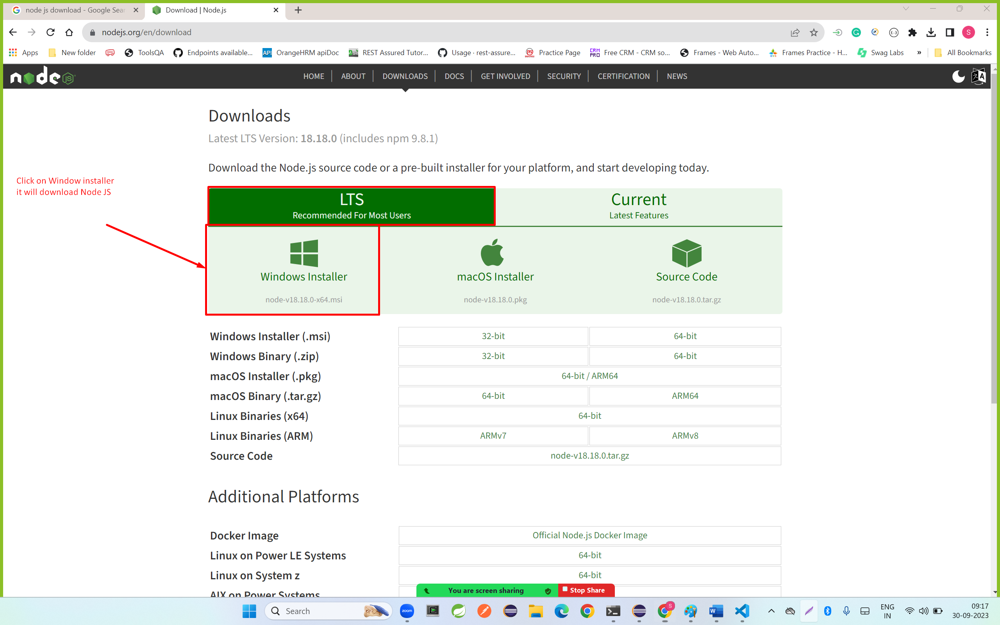 node js download - Google Sear
Download | Node.js
nodejs.org/en/download
S
Apps
New folder
ToolsQA
Endpoints available...
API
OrangeHRM apiDoc
REST Assured Tutor...
Usage · rest-assure...
Practice Page
CRM
PRO
Free CRM - CRM so...
Frames - Web Auto...
Frames Practice - H...
Swag Labs
»
All Bookmarks
node JS
HOME
ABOUT
DOWNLOADS
DOCS
GET INVOLVED
SECURITY
CERTIFICATION
NEWS
Downloads
Latest LTS Version: 18.18.0 (includes npm 9.8.1)
Download the Node.js source code or a pre-built installer for your platform, and start developing today.
Click on Window installer
it will download Node JS
LTS
Recommended For Most Users
Current
Latest Features
Windows Installer
node-v18.18.0-x64.msi
macOS Installer
node-v18.18.0.pkg
Source Code
node-v18.18.0.tar.gz
Windows Installer (.msi) 32-bit 64-bit
Windows Binary (.zip) 32-bit 64-bit
macOS Installer (.pkg) 64-bit / ARM64
macOS Binary (.tar.gz) 64-bit ARM64
Linux Binaries (x64) 64-bit
Linux Binaries (ARM) ARMv7 ARMv8
Source Code node-v18.18.0.tar.gz
Additional Platforms
Docker Image Official Node.js Docker Image
Linux on Power LE Systems 64-bit
Linux on System z 64-bit
AIX on Power Systems
You are screen sharing
Stop Share
Search
zoom
S
W
ENG
IN
09:17
30-09-2023